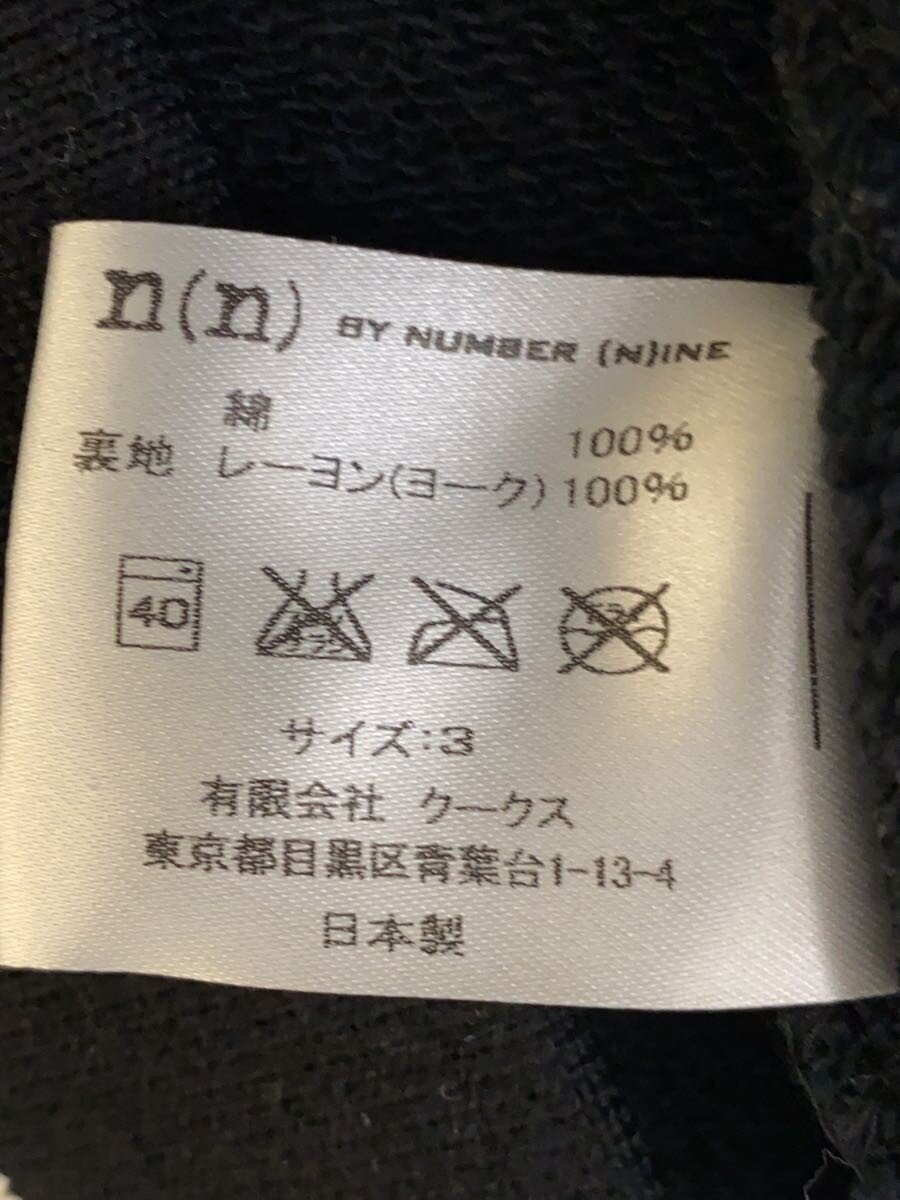 n(n) BY NUMBER (N)INE
綿 100%
裏地 レーヨン(ヨーク) 100%
40
サイズ:3
有限会社 クークス
東京都目黒区青葉台1-13-4
日本製